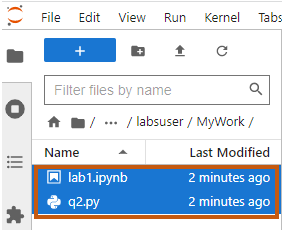 File Edit View Run Kernel Tabs
Filter files by name
/ ... / labsuser / MyWork /
Name Last Modified
lab1.ipynb 2 minutes ago
q2.py 2 minutes ago